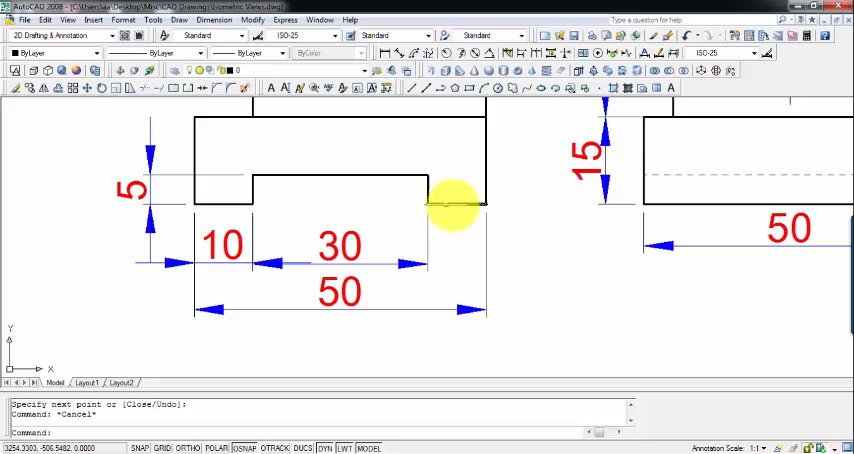 AutoCAD 2008 - [C:\Users\aa\Desktop\Misc\CAD Drawings\Isometric Views.dwg]
File Edit View Insert Format Tools Draw Dimension Modify Express Window Help
Type a question for help
2D Drafting & Annotation
Standard
ISO-25
Standard
Standard
ByLayer
ByLayer
ByLayer
ByColor
ISO-25
0
5
10
30
50
15
50
Y
X
Model Layout1 Layout2
Specify next point or [Close/Undo]:
Command: *Cancel*
Command:
3254.3303, -506.5482, 0.0000
SNAP GRID ORTHO POLAR OSNAP OTRACK DUCS DYN LWT MODEL
Annotation Scale: 1:1